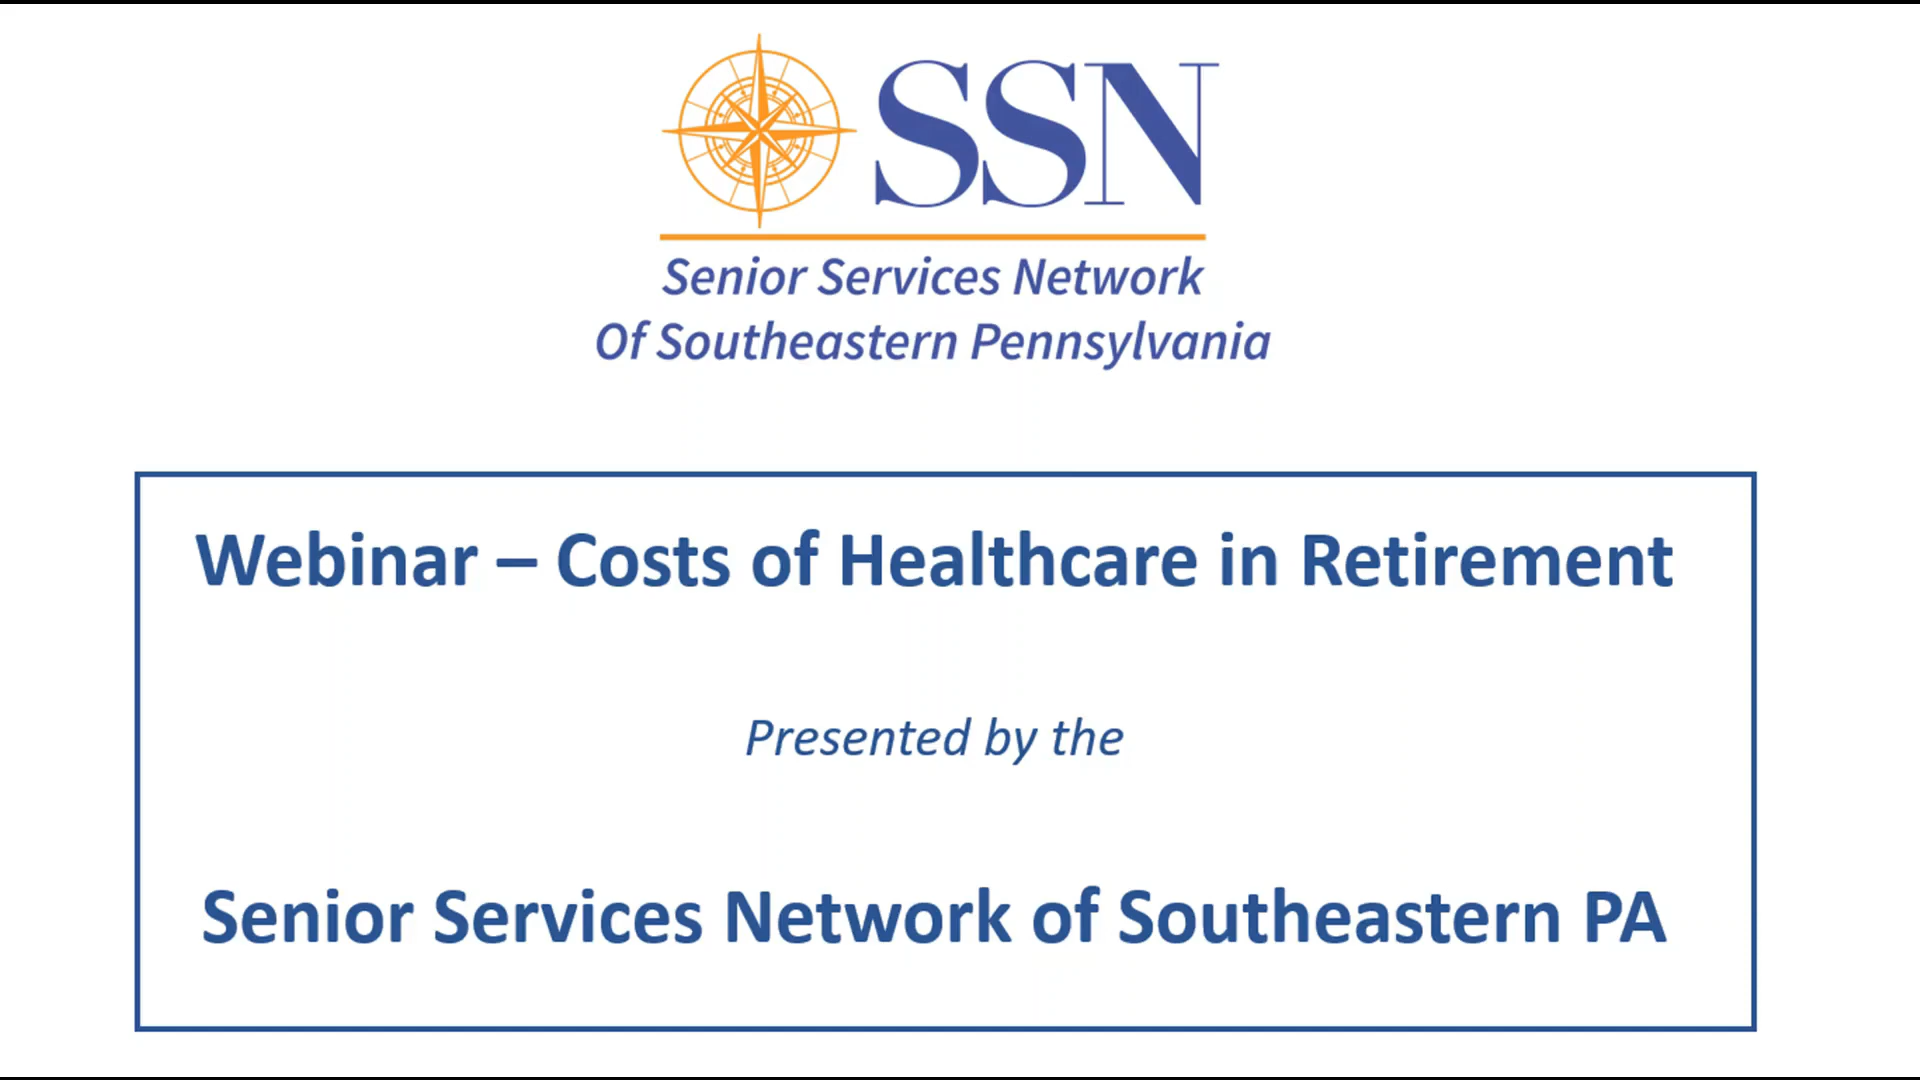 SSN
Senior Services Network
Of Southeastern Pennsylvania
Webinar – Costs of Healthcare in Retirement
Presented by the
Senior Services Network of Southeastern PA